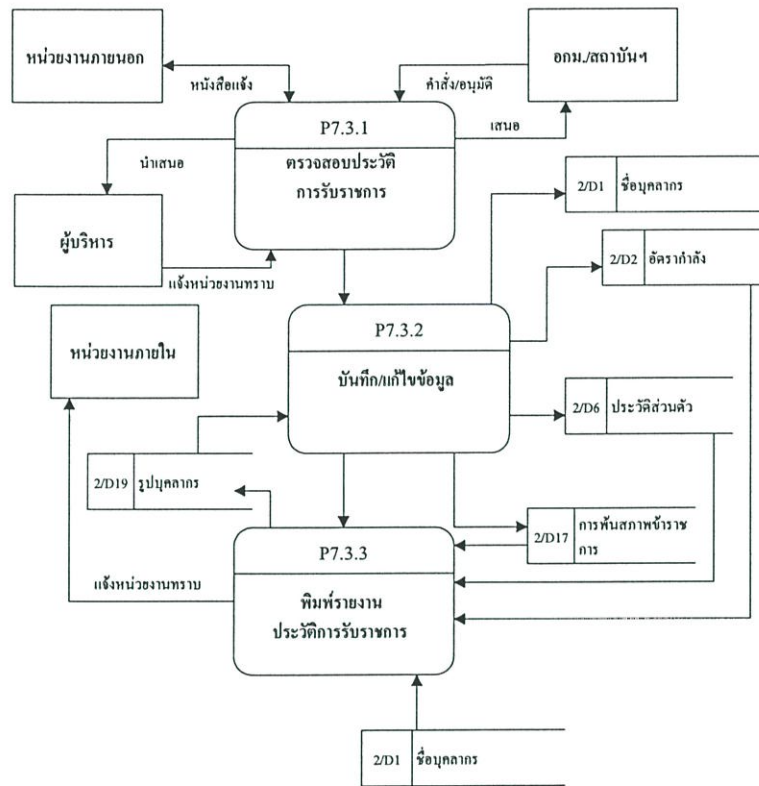 หน่วยงานภายนอก
อกม./สถาบันฯ
หนังสือแจ้ง
คำสั่ง/อนุมัติ
P7.3.1
เสนอ
นำเสนอ
ตรวจสอบประวัติ
การรับราชการ
2/D1 ชื่อบุคลากร
ผู้บริหาร
2/D2 อัตรากำลัง
แจ้งหน่วยงานทราบ
P7.3.2
หน่วยงานภายใน
บันทึก/แก้ไขข้อมูล
2/D6 ประวัติส่วนตัว
2/D19 รูปบุคลากร
การพ้นสภาพข้าราช
2/D17
การ
P7.3.3
แจ้งหน่วยงานทราบ
พิมพ์รายงาน
ประวัติการรับราชการ
2/D1 ชื่อบุคลากร